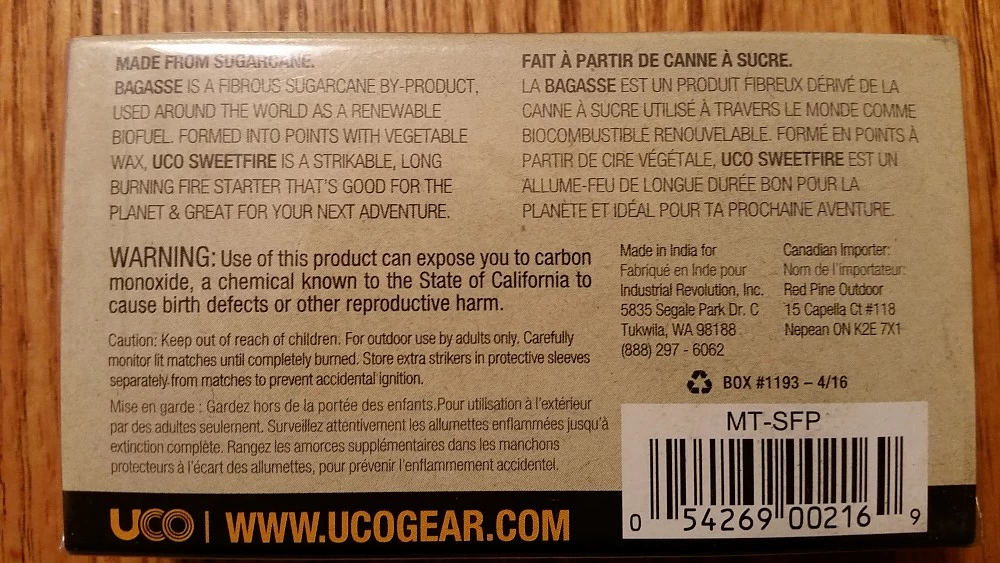 MADE FROM SUGARCANE.
BAGASSE IS A FIBROUS SUGARCANE BY-PRODUCT,
USED AROUND THE WORLD AS A RENEWABLE
BIOFUEL. FORMED INTO POINTS WITH VEGETABLE
WAX, UCO SWEETFIRE IS A STRIKABLE, LONG
BURNING FIRE STARTER THAT'S GOOD FOR THE
PLANET & GREAT FOR YOUR NEXT ADVENTURE.
FAIT À PARTIR DE CANNE À SUCRE.
LA BAGASSE EST UN PRODUIT FIBREUX DÉRIVÉ DE LA
CANNE À SUCRE UTILISÉ À TRAVERS LE MONDE COMME
BIOCOMBUSTIBLE RENOUVELABLE. FORMÉ EN POINTS À
PARTIR DE CIRE VÉGÉTALE, UCO SWEETFIRE EST UN
ALLUME-FEU DE LONGUE DURÉE BON POUR LA
PLANÈTE ET IDÉAL POUR TA PROCHAINE AVENTURE.
WARNING: Use of this product can expose you to carbon
monoxide, a chemical known to the State of California to
cause birth defects or other reproductive harm.
Caution: Keep out of reach of children. For outdoor use by adults only, Carefully
monitor lit matches until completely burned. Store extra strikers in protective sleeves
separately from matches to prevent accidental ignition.
Mise en garde : Gardez hors de la portée des enfants.Pour utilisation à l'extérieur
par des adultes seulement. Surveillez attentivement les allumettes enflammées jusqu'à
extinction complète. Rangez les amorces supplémentaires dans les manchons
protecteurs à l'écart des allumettes, pour prévenir l'enflammement accidentel.
Made in India for
Fabriqué en Inde pour
Industrial Revolution, Inc.
5835 Segale Park Dr. C
Tukwila, WA 98188
(888) 297 - 6062
Canadian Importer:
Nom de l'importateur:
Red Pine Outdoor
15 Capella Ct #118
Nepean ON K2E 7X1
BOX #1193 – 4/16
MT-SFP
0 54269 00216 9
UCO | WWW.UCOGEAR.COM